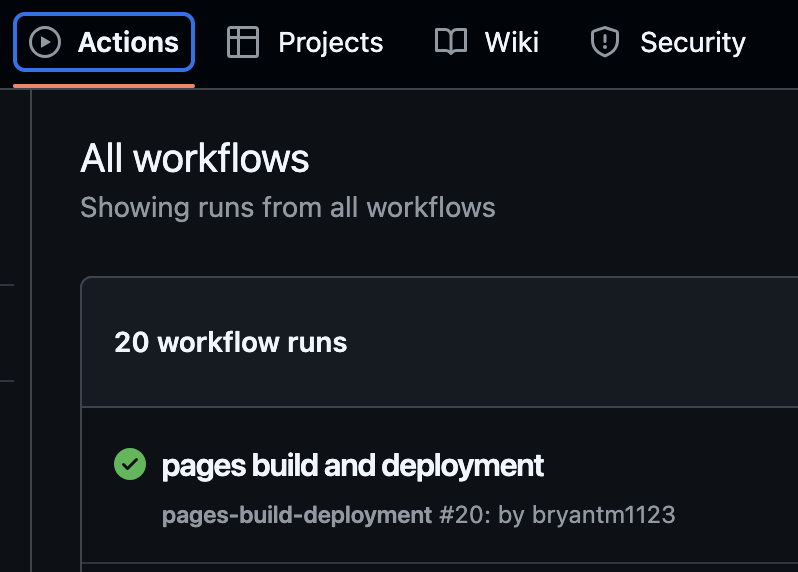 Actions Projects Wiki Security
All workflows
Showing runs from all workflows
20 workflow runs
pages build and deployment
pages-build-deployment #20: by bryantm1123